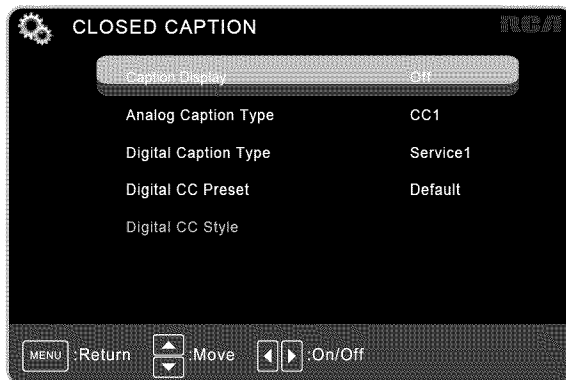 CLOSED CAPTION RCA
Caption Display Off
Analog Caption Type CC1
Digital Caption Type Service1
Digital CC Preset Default
Digital CC Style
MENU :Return :Move :On/Off